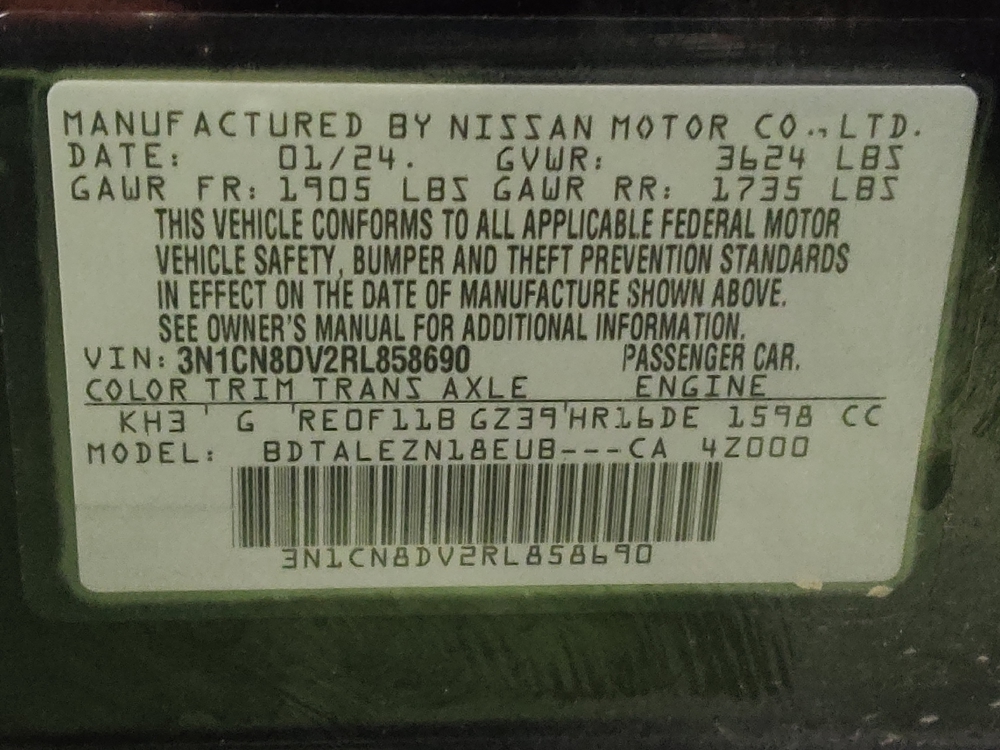 MANUFACTURED BY NISSAN MOTOR CO., LTD.
DATE: 01/24. GVWR: 3624 LBS
GAWR FR: 1905 LBS GAWR RR: 1735 LBS
THIS VEHICLE CONFORMS TO ALL APPLICABLE FEDERAL MOTOR
VEHICLE SAFETY, BUMPER AND THEFT PREVENTION STANDARDS
IN EFFECT ON THE DATE OF MANUFACTURE SHOWN ABOVE.
SEE OWNER'S MANUAL FOR ADDITIONAL INFORMATION.
VIN: 3N1CN8DV2RL858690 PASSENGER CAR.
COLOR TRIM TRANS AXLE ENGINE
KH3 ' G 'RE0F11B GZ39'HR16DE 1598 CC
MODEL: BDTALEZN18EUB---CA 4Z000
3N1CN8DV2RL858690